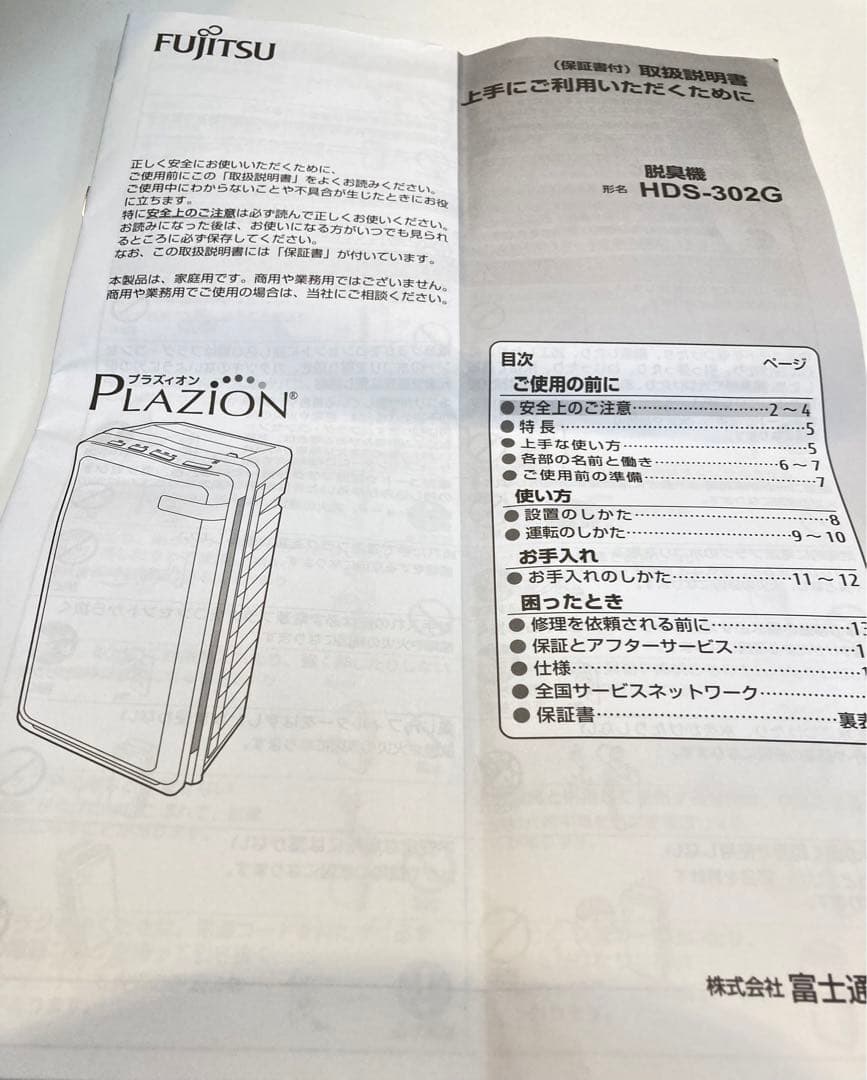 FUJITSU
(保証書付) 取扱説明書
上手にご利用いただくために
脱臭機
形名 HDS-302G
正しく安全にお使いいただくために、
ご使用前にこの「取扱説明書」をよくお読みください。
ご使用中にわからないことや不具合が生じたときにお役
に立ちます。
特に安全上のご注意は必ず読んで正しくお使いください。
お読みになった後は、お使いになる方がいつでも見られ
るところに必ず保存してください。
なお、この取扱説明書には「保証書」が付いています。
本製品は、家庭用です。商用や業務用ではございません。
商用や業務用でご使用の場合は、当社にご相談ください。
プラズィオン
PLAZION®
目次 ページ
ご使用の前に
●安全上のご注意……………………2～4
●特長……………………………………5
●上手な使い方…………………………5
●各部の名前と働き…………………6～7
●ご使用前の準備………………………7
使い方
●設置のしかた…………………………8
●運転のしかた………………………9～10
お手入れ
●お手入れのしかた………………11～12
困ったとき
●修理を依頼される前に………………13
●保証とアフターサービス……………1
●仕様……………………………………1
●全国サービスネットワーク…………
●保証書………………………………裏表
株式会社 富士通